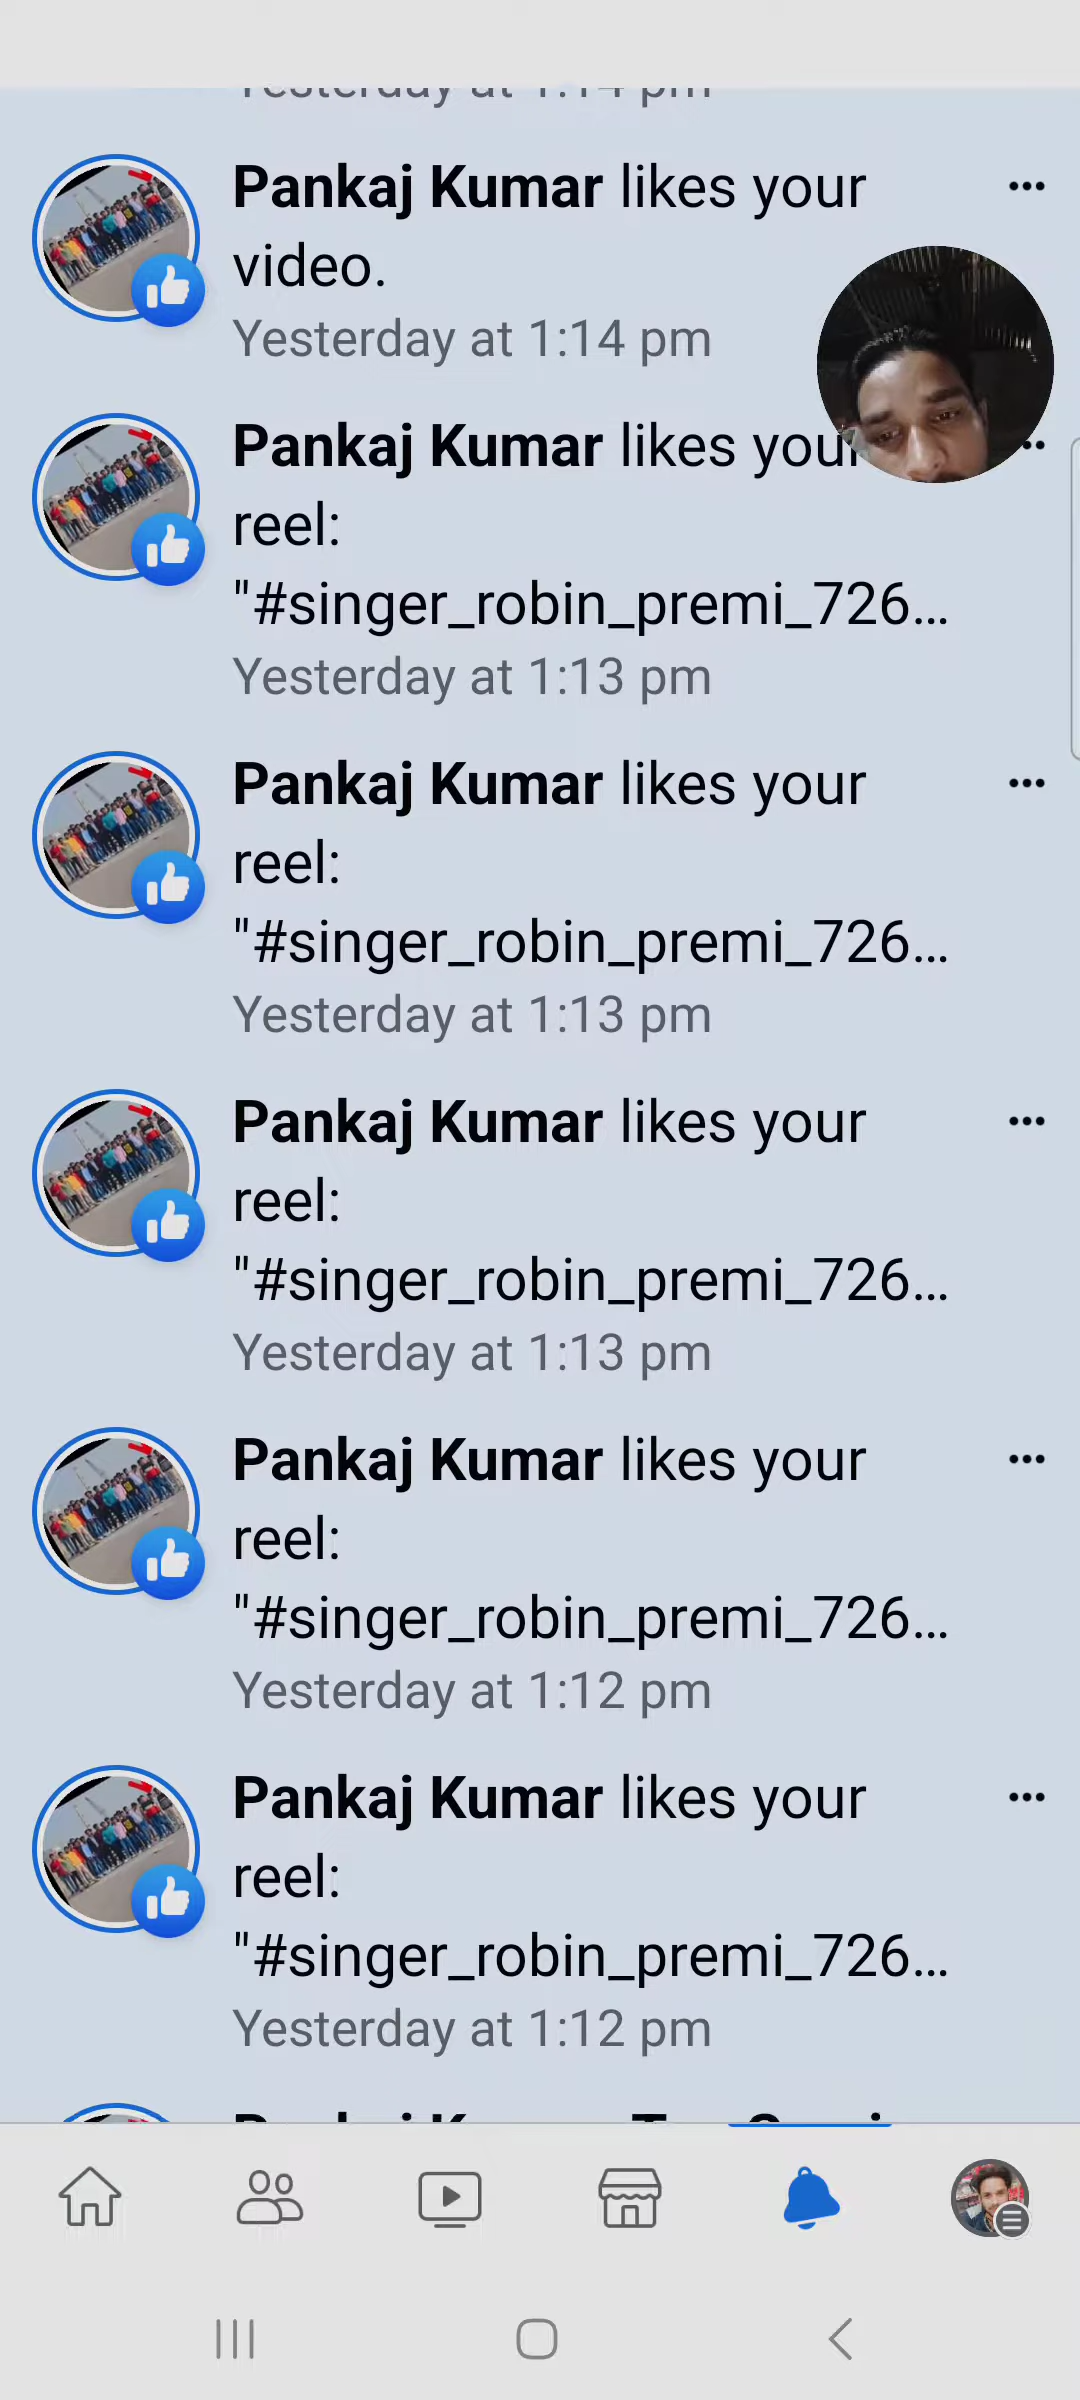 Yesterday at 1:14 pm
Pankaj Kumar likes your
video.
Yesterday at 1:14 pm
Pankaj Kumar likes your
reel:
"#singer_robin_premi_726...
Yesterday at 1:13 pm
Pankaj Kumar likes your
reel:
"#singer_robin_premi_726...
Yesterday at 1:13 pm
Pankaj Kumar likes your
reel:
"#singer_robin_premi_726...
Yesterday at 1:13 pm
Pankaj Kumar likes your
reel:
"#singer_robin_premi_726...
Yesterday at 1:12 pm
Pankaj Kumar likes your
reel:
"#singer_robin_premi_726...
Yesterday at 1:12 pm